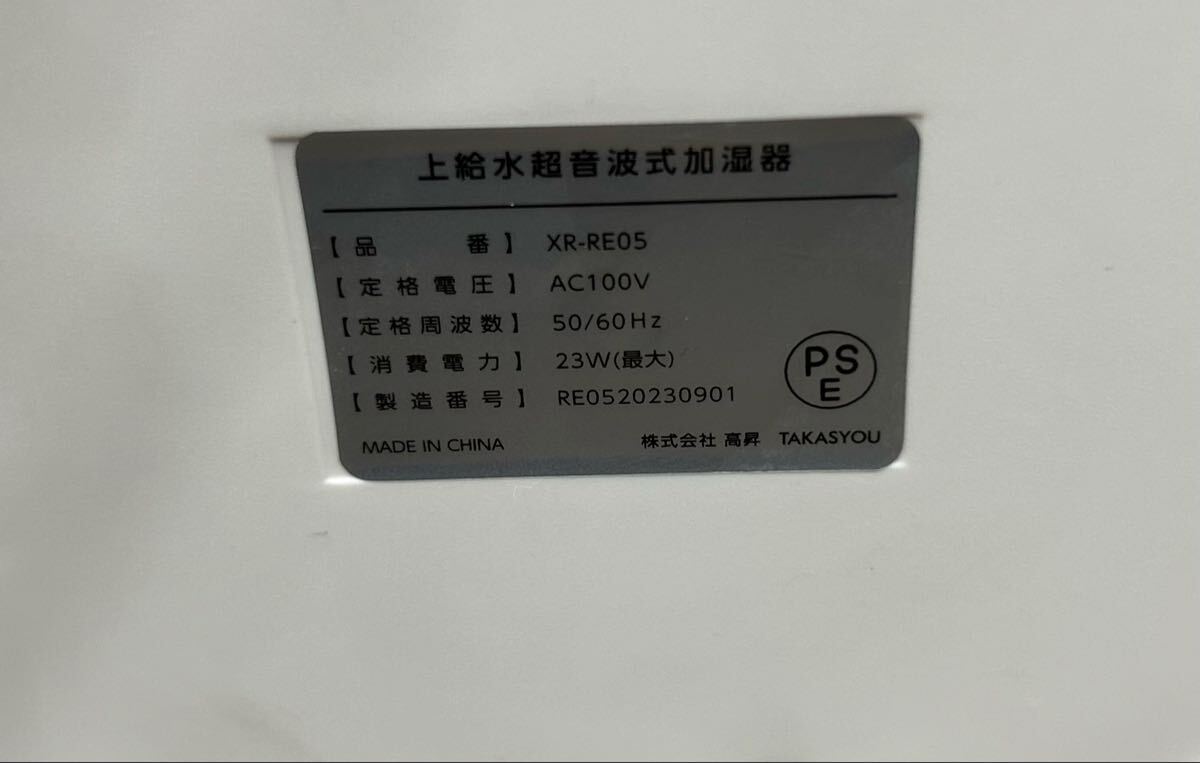 上給水超音波式加湿器
【品番】 XR-RE05
【定格電圧】 AC100V
【定格周波数】 50/60Hz
【消費電力】 23W(最大)
【製造番号】 RE0520230901
PS
E
MADE IN CHINA 株式会社 高昇 TAKASYOU